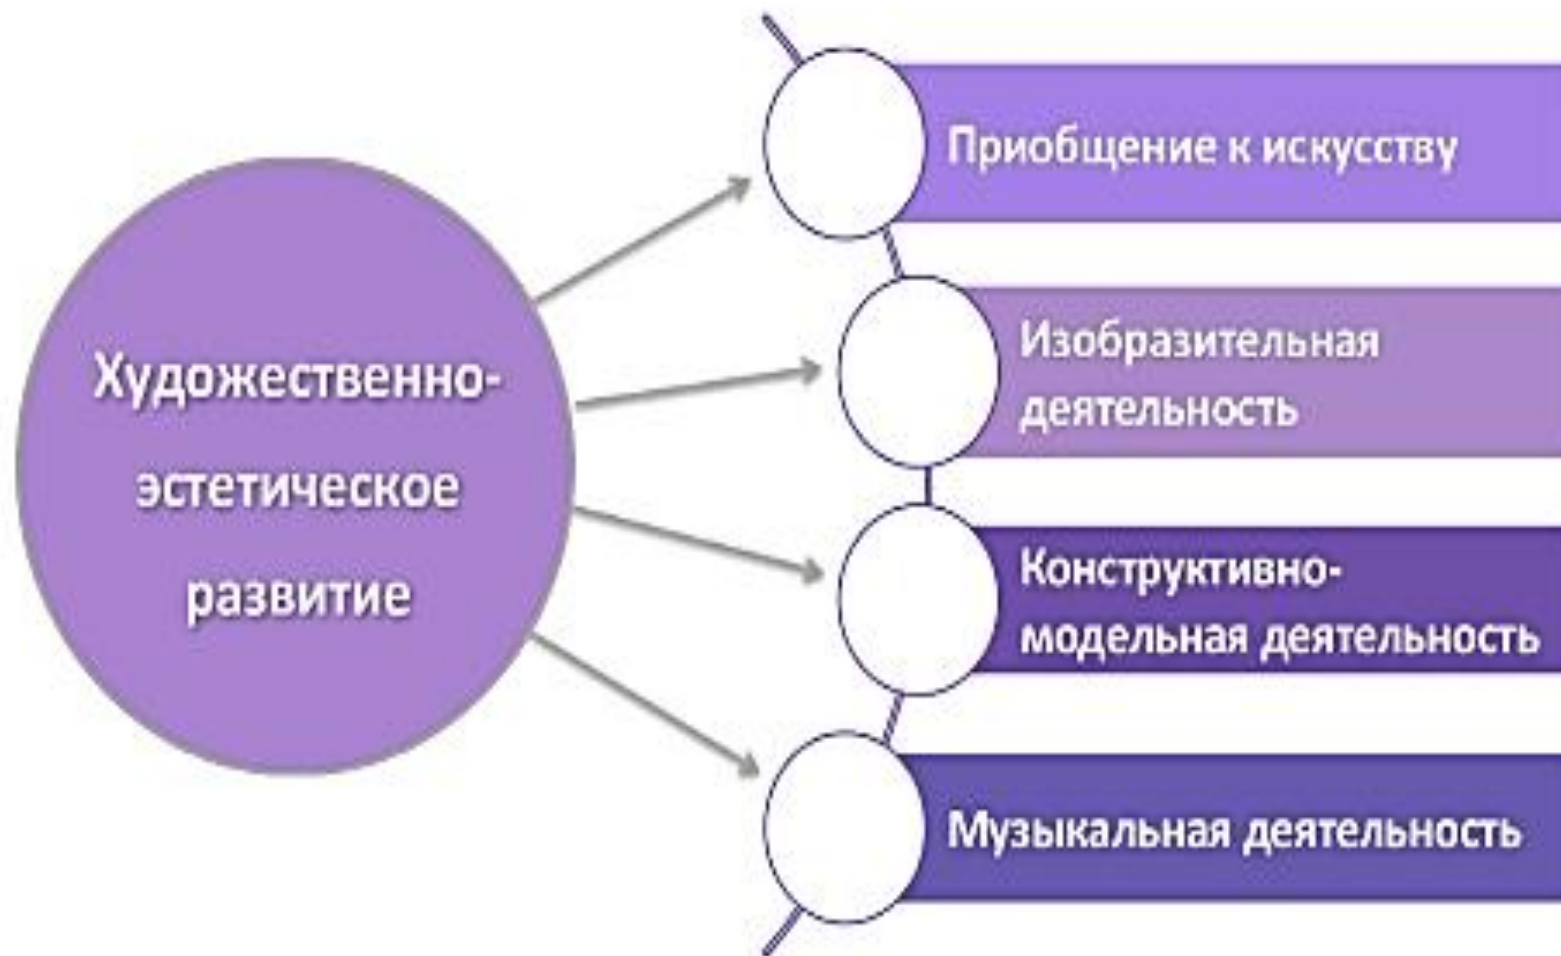 Художественно-
эстетическое
развитие
Приобщение к искусству
Изобразительная
деятельность
Конструктивно-
модельная деятельность
Музыкальная деятельность